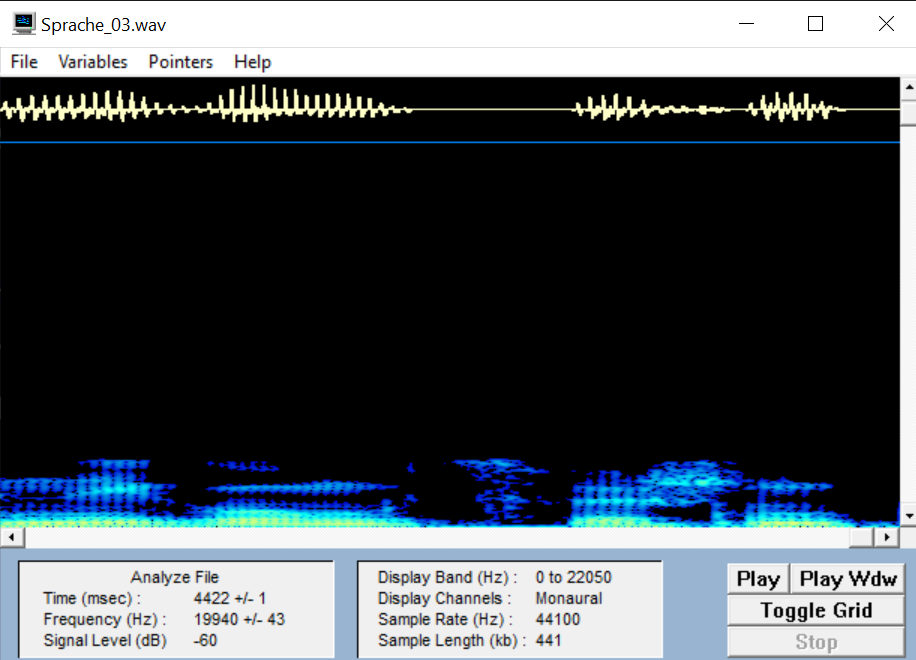 Sprache_03.wav
File Variables Pointers Help
Analyze File
Time (msec) : 4422 +/- 1
Frequency (Hz) : 19940 +/- 43
Signal Level (dB) -60
Display Band (Hz) : 0 to 22050
Display Channels : Monaural
Sample Rate (Hz) : 44100
Sample Length (kb) : 441
Play Play Wdw
Toggle Grid
Stop